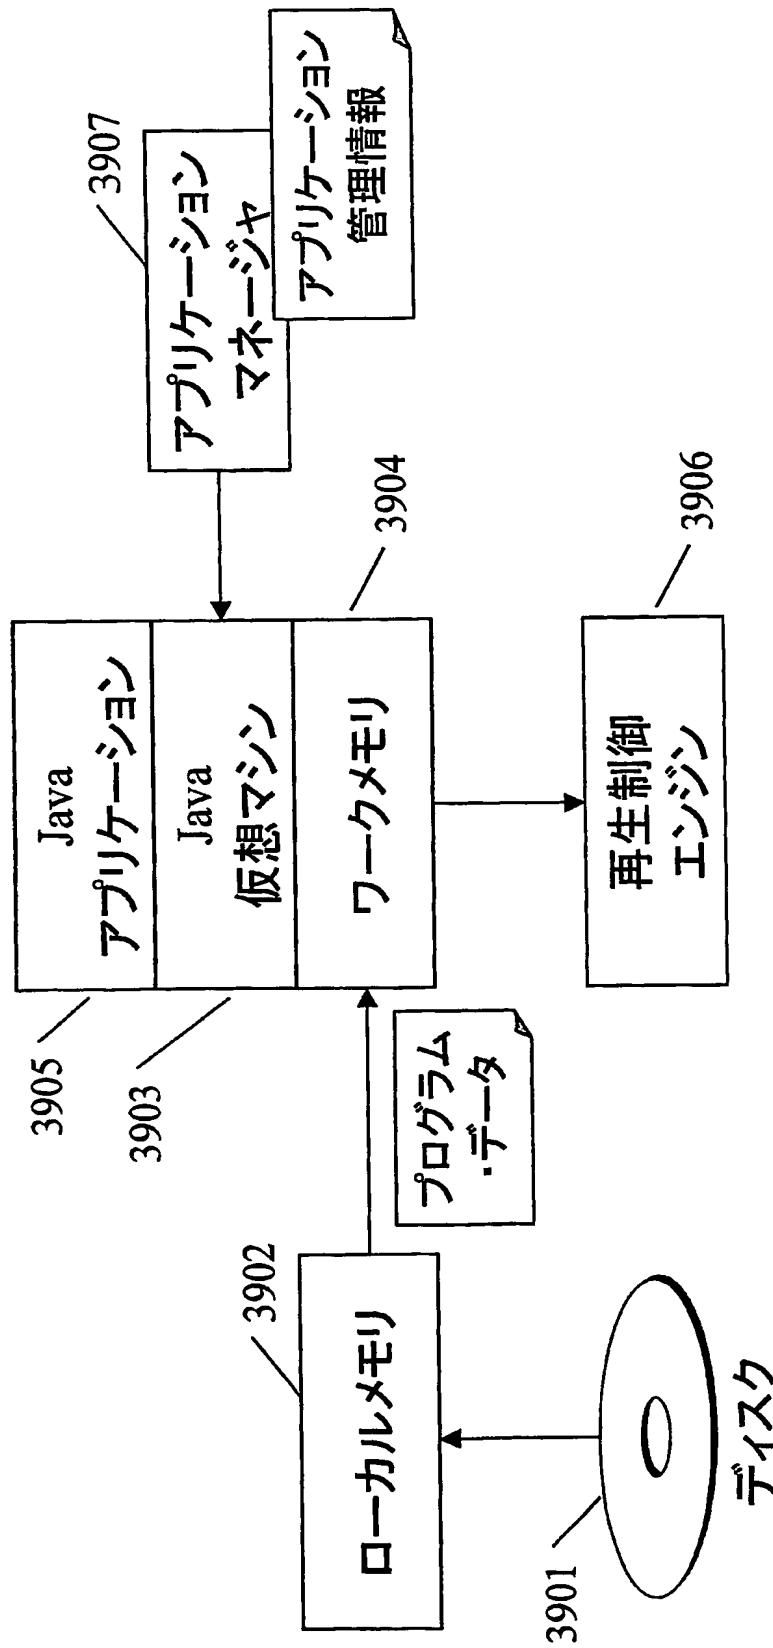 3905
Java
アプリケーション
3903
Java
仮想マシン
ワークメモリ
3904
3907
アプリケーション
マネージャ
アプリケーション
管理情報
3902
ローカルメモリ
プログラム
・データ
再生制御
エンジン
3906
3901
ディスク